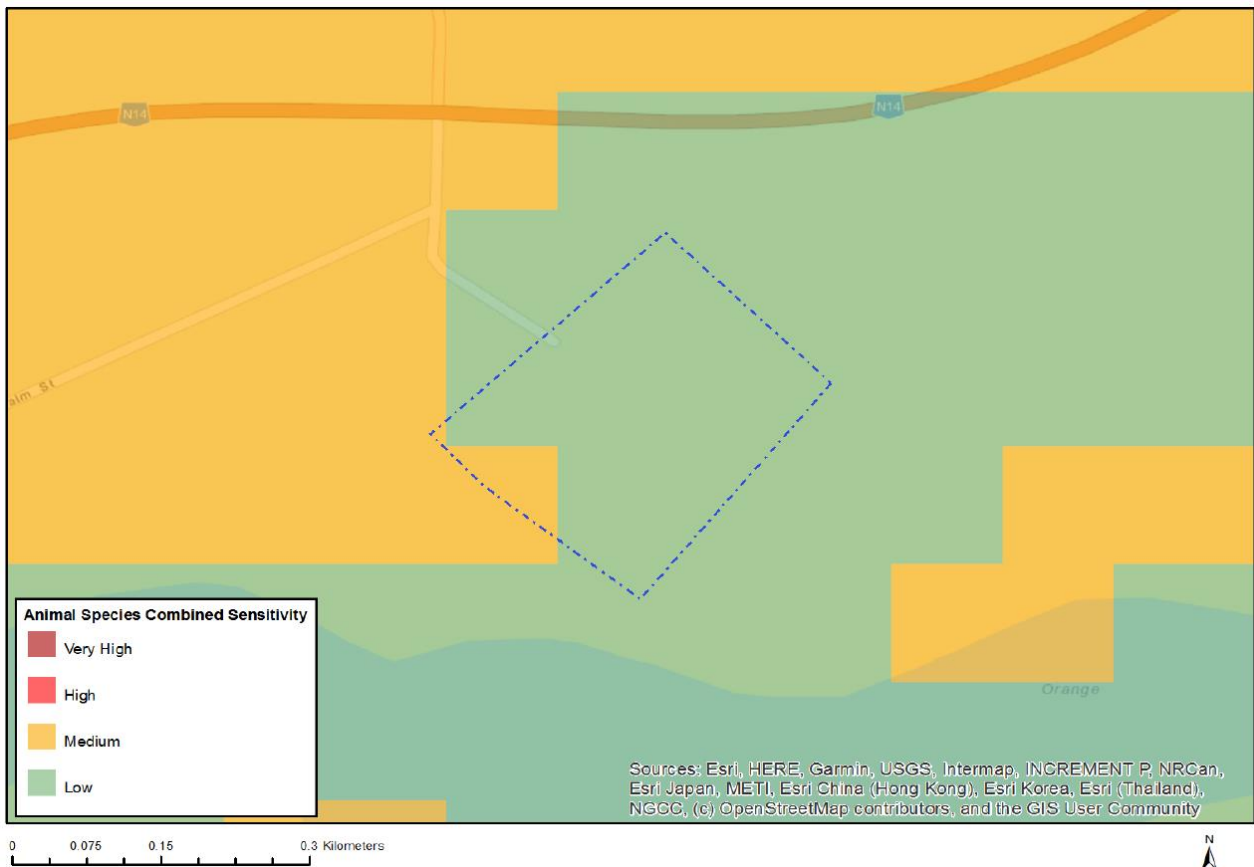 N14
N14
alm St
Animal Species Combined Sensitivity
Very High
High
Medium
Low
Orange
Sources: Esri, HERE, Garmin, USGS, Intermap, INCREMENT P, NRCan,
Esri Japan, METI, Esri China (Hong Kong), Esri Korea, Esri (Thailand),
NGCC, (c) OpenStreetMap contributors, and the GIS User Community
0 0.075 0.15 0.3 Kilometers
N